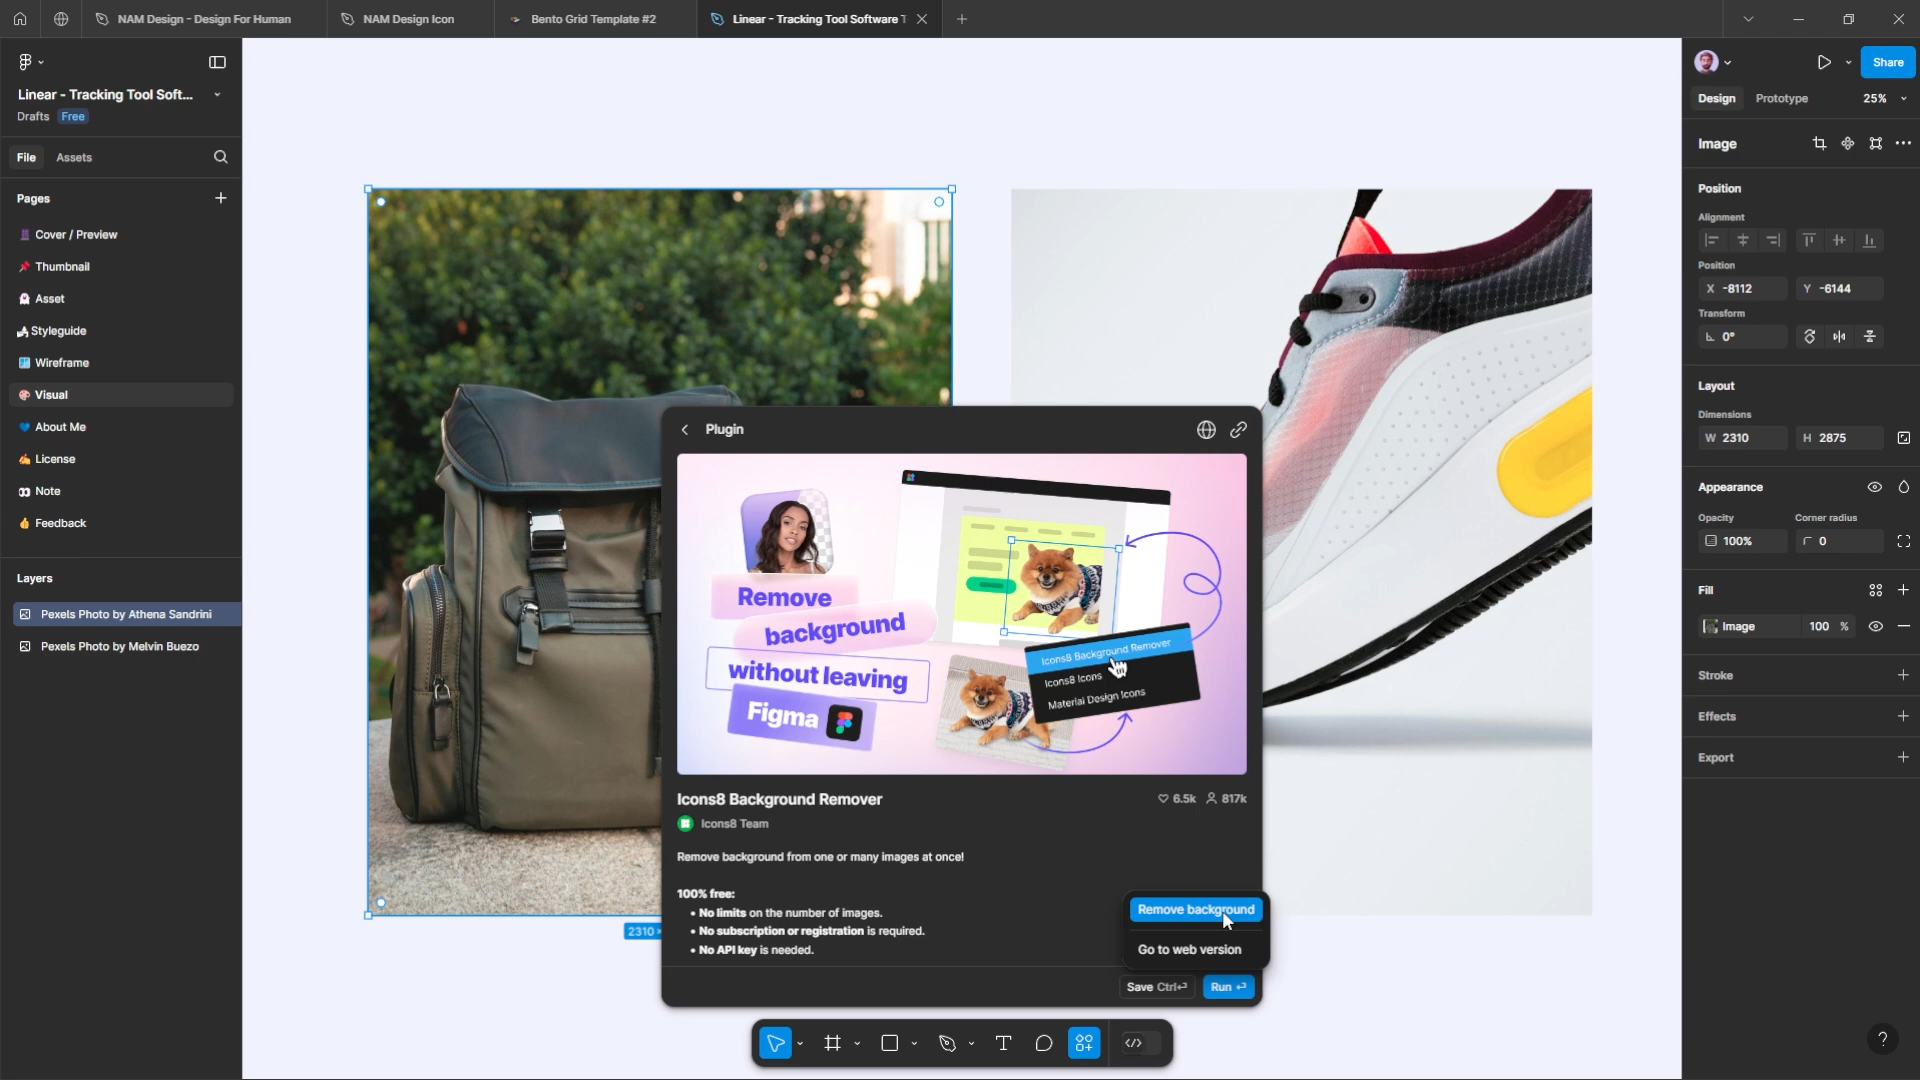 NAM Design - Design For Human
NAM Design Icon
Bento Grid Template #2
Linear - Tracking Tool Software T
Linear - Tracking Tool Soft...
Drafts Free
File Assets
Pages
Cover / Preview
Thumbnail
Asset
Styleguide
Wireframe
Visual
About Me
License
Note
Feedback
Layers
Pexels Photo by Athena Sandrini
Pexels Photo by Melvin Buezo
2310 ×
Plugin
Remove
background
without leaving
Figma
Icons8 Background Remover
Icons8 Icons
Material Design Icons
Icons8 Background Remover
6.5k 817k
Icons8 Team
Remove background from one or many images at once!
100% free:
• No limits on the number of images.
• No subscription or registration is required.
• No API key is needed.
Remove background
Go to web version
Save Ctrl⏎
Run ⏎
Share
Design Prototype 25%
Image
Position
Alignment
Position
X -8112 Y -6144
Transform
0°
Layout
Dimensions
W 2310 H 2875
Appearance
Opacity Corner radius
100% 0
Fill
Image 100 %
Stroke
Effects
Export
?